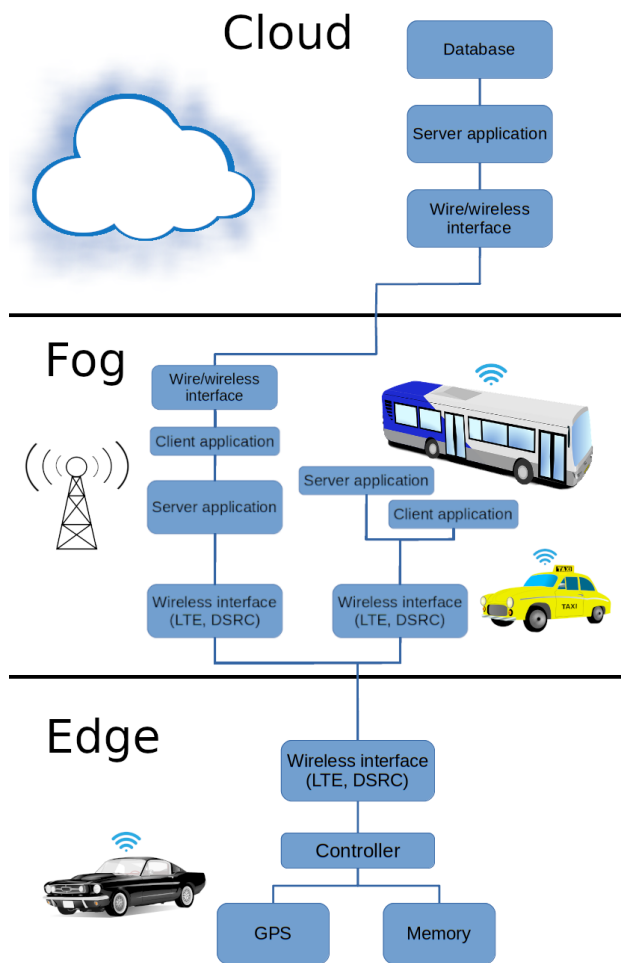 Cloud
Database
Server application
Wire/wireless
interface
Fog
Wire/wireless
interface
Client application
Server application
Server application
Client application
TAXI
TAXI
Wireless interface
(LTE, DSRC)
Wireless interface
(LTE, DSRC)
Edge
Wireless interface
(LTE, DSRC)
Controller
GPS
Memory